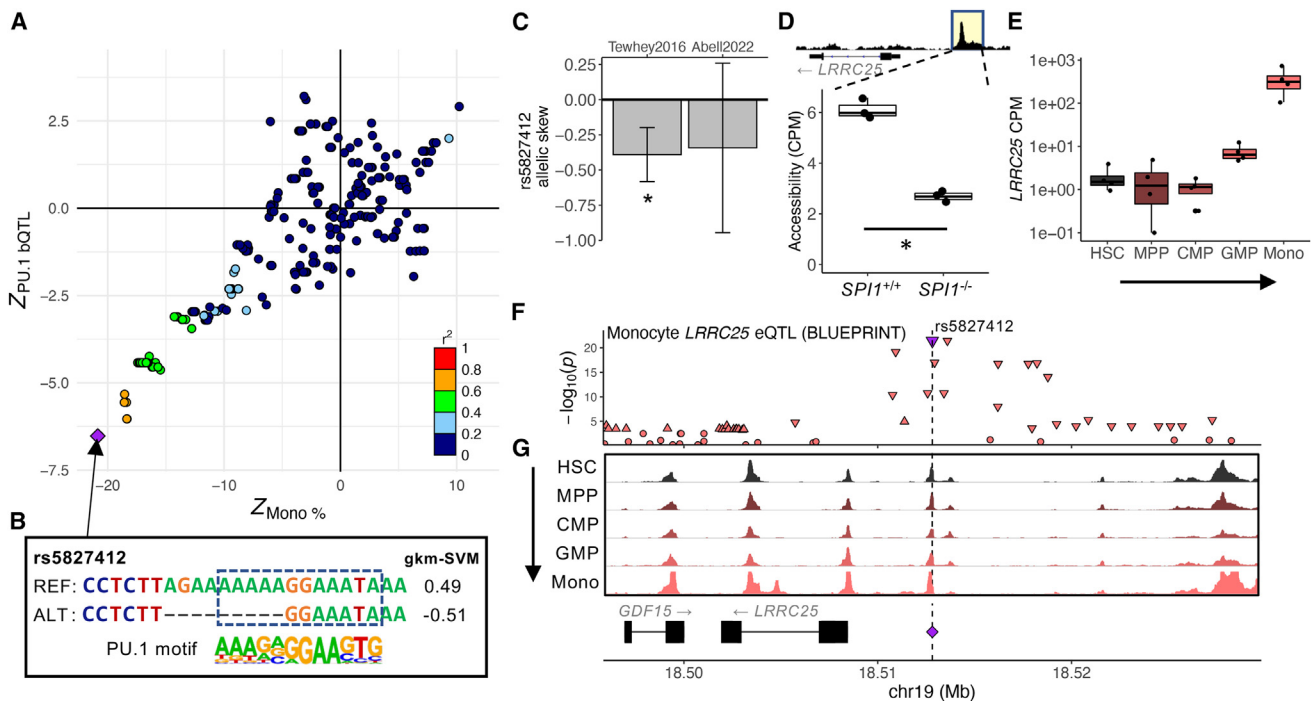 A
2.5
0.0
−2.5
−5.0
−7.5
Z PU.1 bQTL
−20
−10
0
10
Z Mono %
r²
1
0.8
0.6
0.4
0.2
0
B
rs5827412
gkm-SVM
REF: CCTCTTAGAAAAAAAGGAAATAAA 0.49
ALT: CCTCTT----------GGAAATAAA -0.51
PU.1 motif
C
Tewhey2016
Abell2022
0.25
0.00
−0.25
−0.50
−0.75
−1.00
rs5827412
allelic skew
*
D
← LRRC25
Accessibility (CPM)
6
4
2
0
*
SPI1+/+
SPI1-/-
E
LRRC25 CPM
1e+03
1e+02
1e+01
1e+00
1e−01
HSC
MPP
CMP
GMP
Mono
F
Monocyte LRRC25 eQTL (BLUEPRINT)
rs5827412
−log10(p)
20
15
10
5
G
HSC
MPP
CMP
GMP
Mono
GDF15 →
← LRRC25
18.50
18.51
18.52
chr19 (Mb)